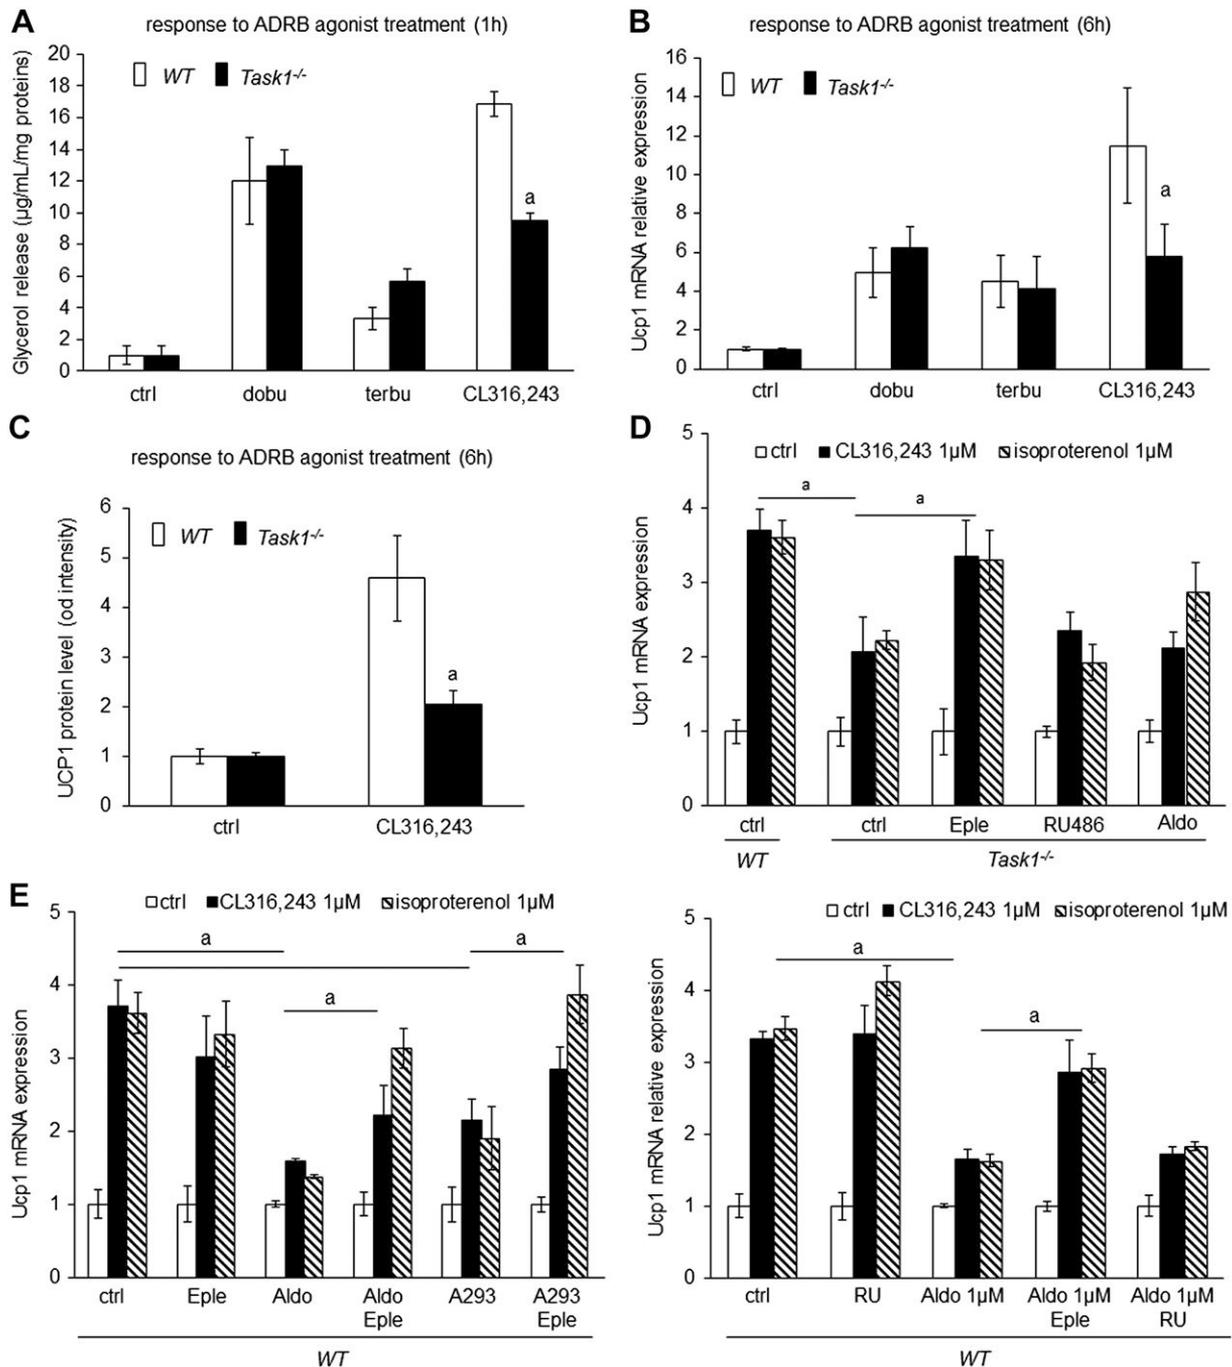 A
response to ADRB agonist treatment (1h)
Glycerol release (µg/mL/mg proteins)
20
18
16
14
12
10
8
6
4
2
0
WT Task1-/-
a
ctrl dobu terbu CL316,243
B
response to ADRB agonist treatment (6h)
Ucp1 mRNA relative expression
16
14
12
10
8
6
4
2
0
WT Task1-/-
a
ctrl dobu terbu CL316,243
C
response to ADRB agonist treatment (6h)
UCP1 protein level (od intensity)
6
5
4
3
2
1
0
WT Task1-/-
a
ctrl CL316,243
D
Ucp1 mRNA expression
5
4
3
2
1
0
ctrl CL316,243 1µM isoproterenol 1µM
a a
ctrl ctrl Eple RU486 Aldo
WT Task1-/-
E
Ucp1 mRNA expression
5
4
3
2
1
0
ctrl CL316,243 1µM isoproterenol 1µM
a a
a
ctrl Eple Aldo Aldo A293 A293
Eple Eple
WT
Ucp1 mRNA relative expression
5
4
3
2
1
0
ctrl CL316,243 1µM isoproterenol 1µM
a
a
ctrl RU Aldo 1µM Aldo 1µM Aldo 1µM
Eple RU
WT